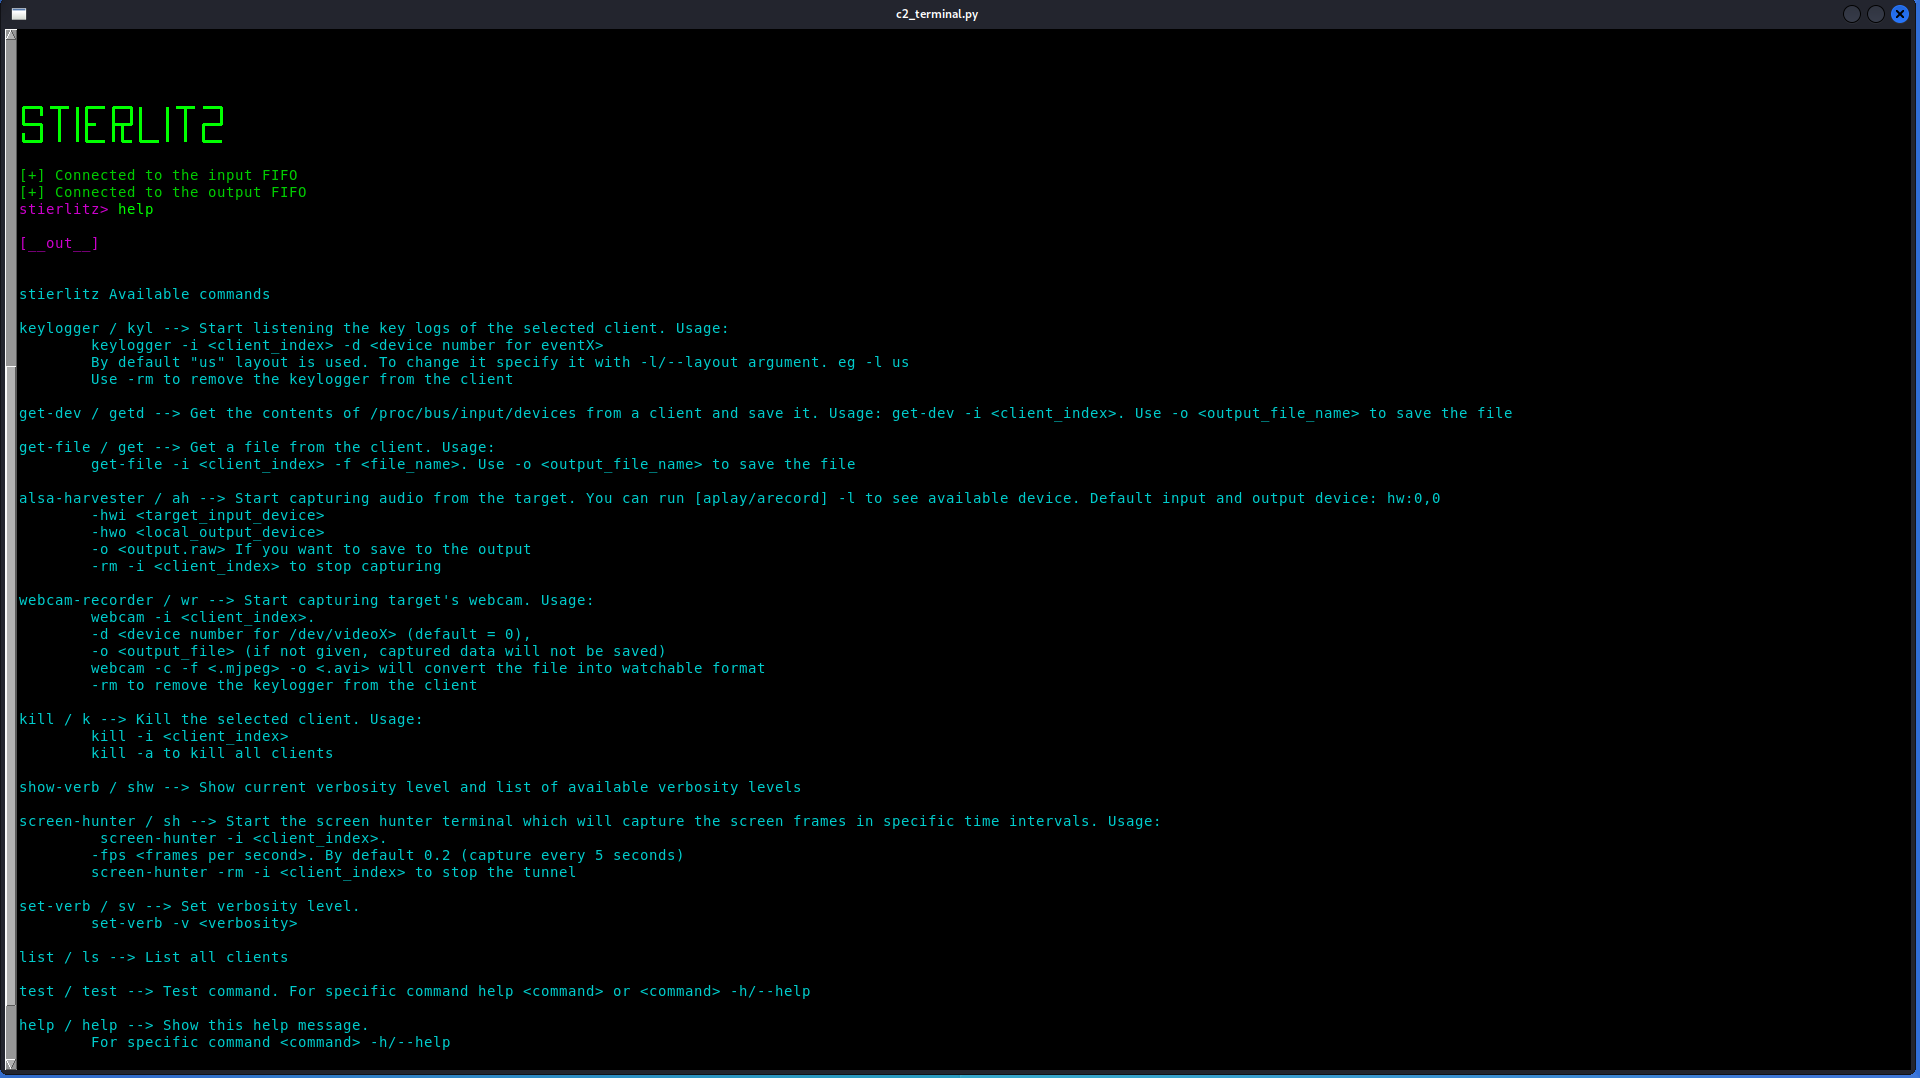 c2_terminal.py
STIERLITZ
[+] Connected to the input FIFO
[+] Connected to the output FIFO
stierlitz> help
[__out__]
stierlitz Available commands
keylogger / kyl --> Start listening the key logs of the selected client. Usage:
keylogger -i <client_index> -d <device number for eventX>
By default "us" layout is used. To change it specify it with -l/--layout argument. eg -l us
Use -rm to remove the keylogger from the client
get-dev / getd --> Get the contents of /proc/bus/input/devices from a client and save it. Usage: get-dev -i <client_index>. Use -o <output_file_name> to save the file
get-file / get --> Get a file from the client. Usage:
get-file -i <client_index> -f <file_name>. Use -o <output_file_name> to save the file
alsa-harvester / ah --> Start capturing audio from the target. You can run [aplay/arecord] -l to see available device. Default input and output device: hw:0,0
-hwi <target_input_device>
-hwo <local_output_device>
-o <output.raw> If you want to save to the output
-rm -i <client_index> to stop capturing
webcam-recorder / wr --> Start capturing target's webcam. Usage:
webcam -i <client_index>.
-d <device number for /dev/videoX> (default = 0),
-o <output_file> (if not given, captured data will not be saved)
webcam -c -f <.mjpeg> -o <.avi> will convert the file into watchable format
-rm to remove the keylogger from the client
kill / k --> Kill the selected client. Usage:
kill -i <client_index>
kill -a to kill all clients
show-verb / shw --> Show current verbosity level and list of available verbosity levels
screen-hunter / sh --> Start the screen hunter terminal which will capture the screen frames in specific time intervals. Usage:
screen-hunter -i <client_index>.
-fps <frames per second>. By default 0.2 (capture every 5 seconds)
screen-hunter -rm -i <client_index> to stop the tunnel
set-verb / sv --> Set verbosity level.
set-verb -v <verbosity>
list / ls --> List all clients
test / test --> Test command. For specific command help <command> or <command> -h/--help
help / help --> Show this help message.
For specific command <command> -h/--help